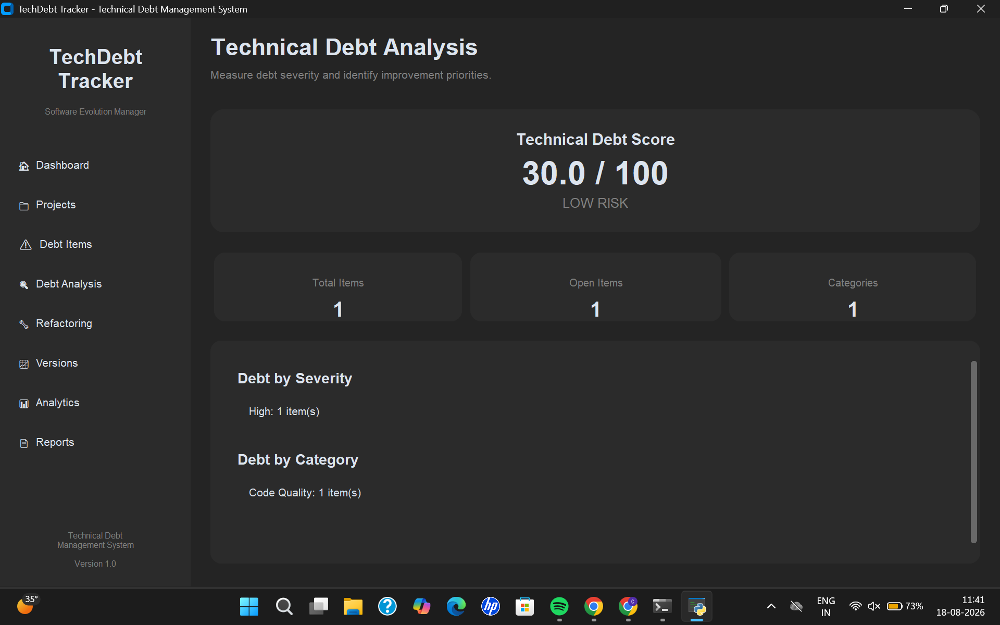 TechDebt Tracker - Technical Debt Management System
TechDebt
Tracker
Software Evolution Manager
Dashboard
Projects
Debt Items
Debt Analysis
Refactoring
Versions
Analytics
Reports
Technical Debt
Management System
Version 1.0
Technical Debt Analysis
Measure debt severity and identify improvement priorities.
Technical Debt Score
30.0 / 100
LOW RISK
Total Items
1
Open Items
1
Categories
1
Debt by Severity
High: 1 item(s)
Debt by Category
Code Quality: 1 item(s)
35°
hp
C
ENG
IN
73%
11:41
18-08-2026